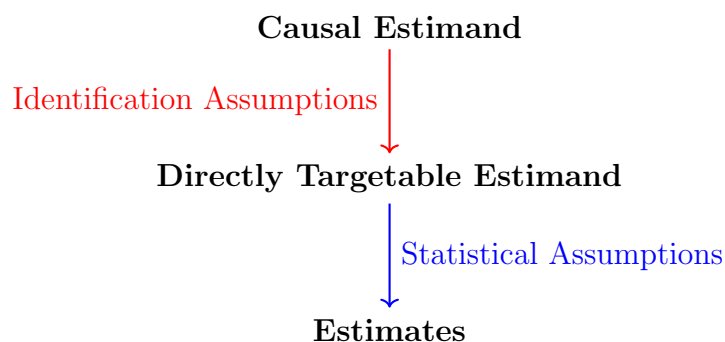 Causal Estimand
Identification Assumptions
Directly Targetable Estimand
Statistical Assumptions
Estimates